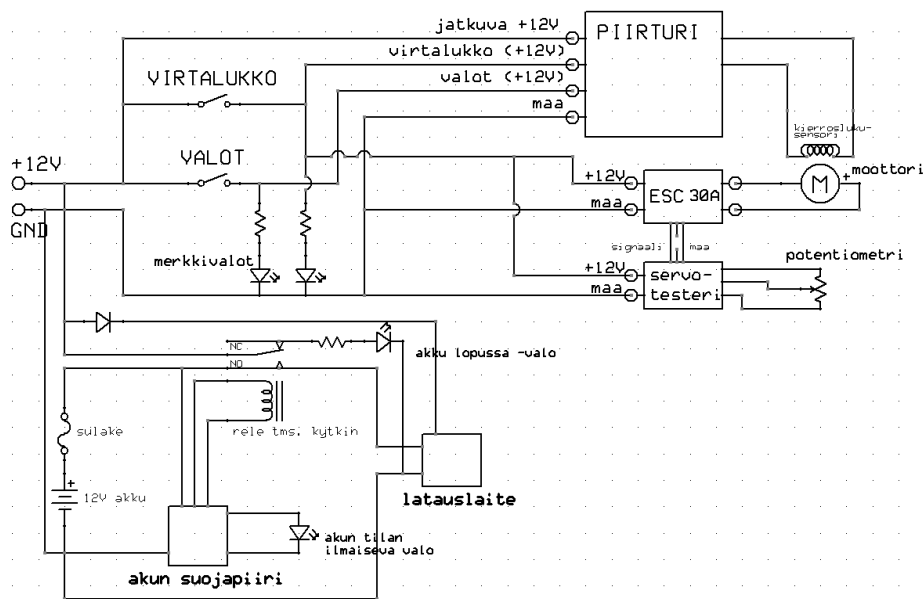 jatkuva +12V
PIIRTURI
virtalukko (+12V)
valot (+12V)
VIRTALUKKO
maa
kierrosluku-
sensori
+12V
VALOT
+12V
ESC 30A
M
+
moottori
maa
GND
signaali
maa
merkkivalot
potentiometri
+12V
servo-
testeri
maa
NC
akku lopussa -valo
NO
sulake
rele tms. kytkin
+
12V akku
latauslaite
akun tilan
ilmaiseva valo
akun suojapiiri